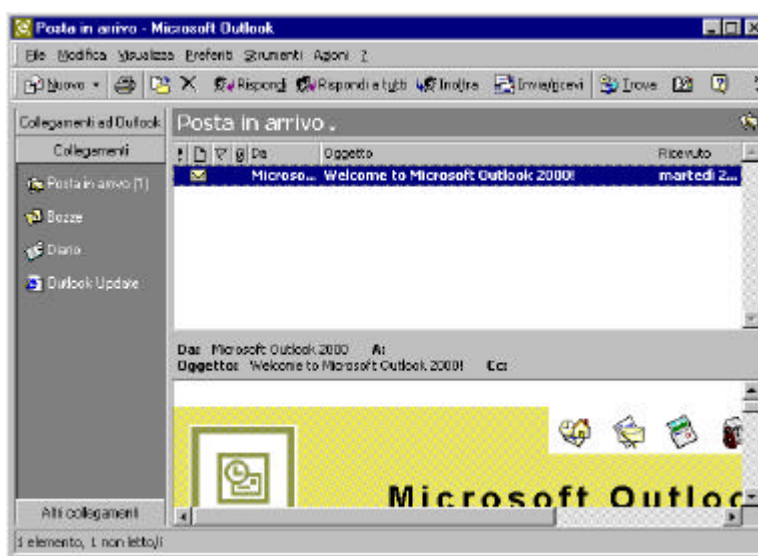 Posta in arrivo - Microsoft Outlook
File Modifica Visualizza Preferiti Strumenti Azioni ?
Nuovo Rispondi Rispondi a tutti Inoltra Invia/ricevi Trova
Collegamenti ad Outlook
Posta in arrivo .
Collegamenti
! Da Oggetto Ricevuto
Microso... Welcome to Microsoft Outlook 2000! martedì 2...
Posta in arrivo (1)
Bozze
Diario
Outlook Update
Da: Microsoft Outlook 2000 A:
Oggetto: Welcome to Microsoft Outlook 2000! Cc:
Microsoft Outloo
Altri collegamenti
1 elemento, 1 non letto/i